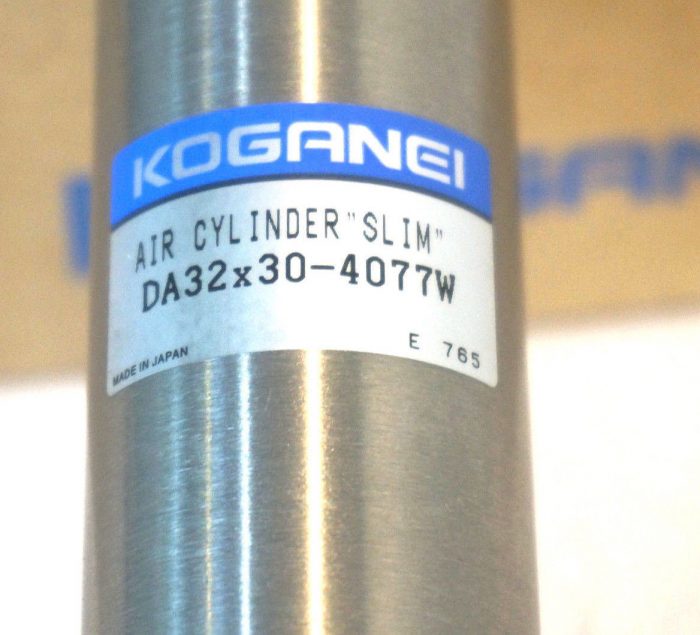 KOGANEI
AIR CYLINDER "SLIM"
DA32x30-4077W
E 765
MADE IN JAPAN